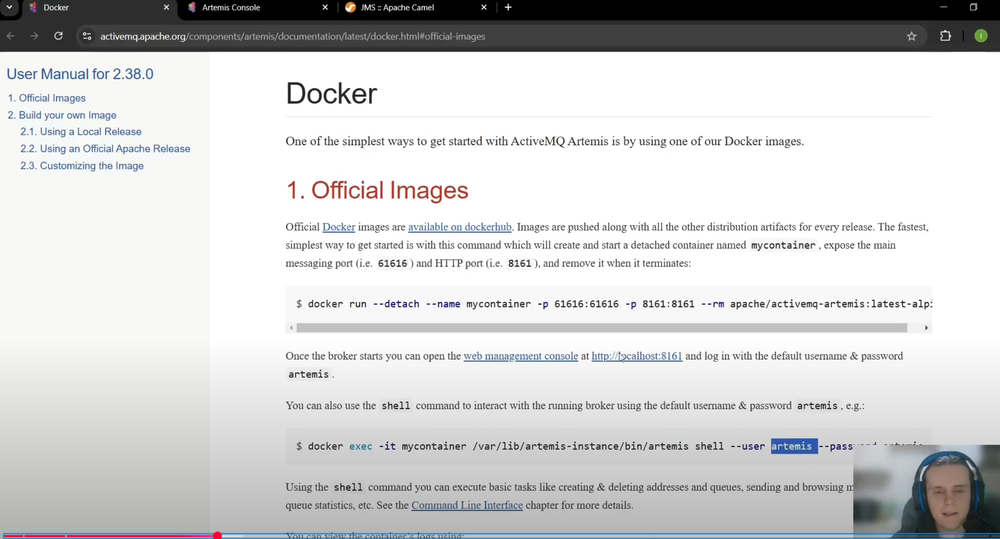 Docker
Artemis Console
JMS :: Apache Camel
activemq.apache.org/components/artemis/documentation/latest/docker.html#official-images
I
User Manual for 2.38.0
1. Official Images
2. Build your own Image
2.1. Using a Local Release
2.2. Using an Official Apache Release
2.3. Customizing the Image
Docker
One of the simplest ways to get started with ActiveMQ Artemis is by using one of our Docker images.
1. Official Images
Official Docker images are available on dockerhub. Images are pushed along with all the other distribution artifacts for every release. The fastest,
simplest way to get started is with this command which will create and start a detached container named mycontainer, expose the main
messaging port (i.e. 61616) and HTTP port (i.e. 8161), and remove it when it terminates:
$ docker run --detach --name mycontainer -p 61616:61616 -p 8161:8161 --rm apache/activemq-artemis:latest-alpi
Once the broker starts you can open the web management console at http://localhost:8161 and log in with the default username & password
artemis.
You can also use the shell command to interact with the running broker using the default username & password artemis, e.g.:
$ docker exec -it mycontainer /var/lib/artemis-instance/bin/artemis shell --user artemis --password artemis
Using the shell command you can execute basic tasks like creating & deleting addresses and queues, sending and browsing
queue statistics, etc. See the Command Line Interface chapter for more details.
You can view the container's logs using: